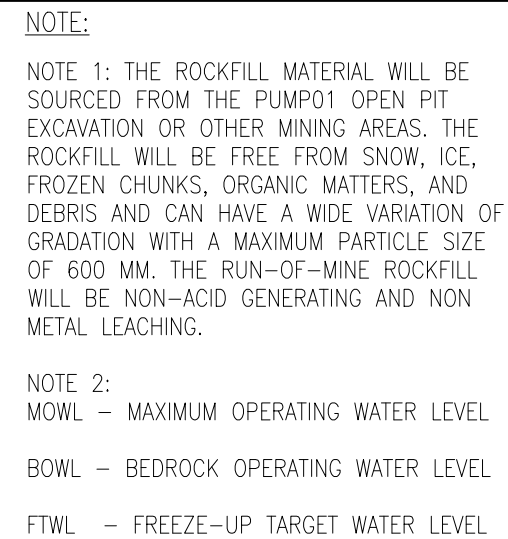 NOTE:
NOTE 1: THE ROCKFILL MATERIAL WILL BE
SOURCED FROM THE PUMP01 OPEN PIT
EXCAVATION OR OTHER MINING AREAS. THE
ROCKFILL WILL BE FREE FROM SNOW, ICE,
FROZEN CHUNKS, ORGANIC MATTERS, AND
DEBRIS AND CAN HAVE A WIDE VARIATION OF
GRADATION WITH A MAXIMUM PARTICLE SIZE
OF 600 MM. THE RUN-OF-MINE ROCKFILL
WILL BE NON-ACID GENERATING AND NON
METAL LEACHING.
NOTE 2:
MOWL - MAXIMUM OPERATING WATER LEVEL
BOWL - BEDROCK OPERATING WATER LEVEL
FTWL - FREEZE-UP TARGET WATER LEVEL